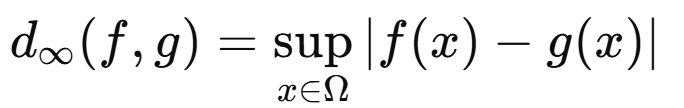 d∞(f, g) = sup |f(x) − g(x)|
x∈Ω